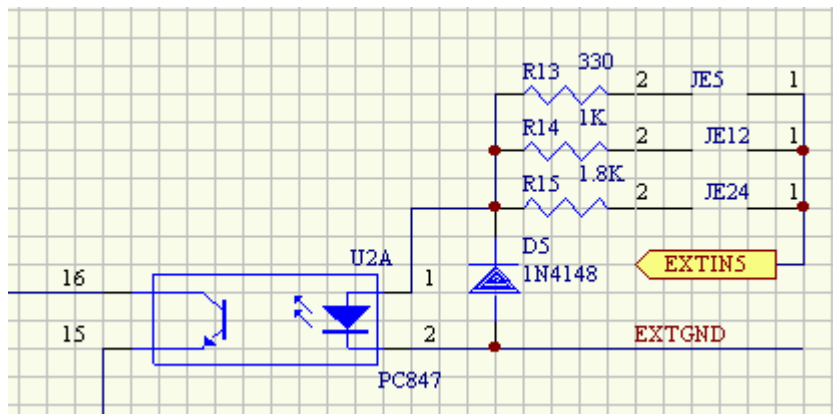 R13 330 2 JE5 1
R14 1K 2 JE12 1
R15 1.8K 2 JE24 1
D5
1N4148
EXTIN5
U2A
16 1
15 2
EXTGND
PC847